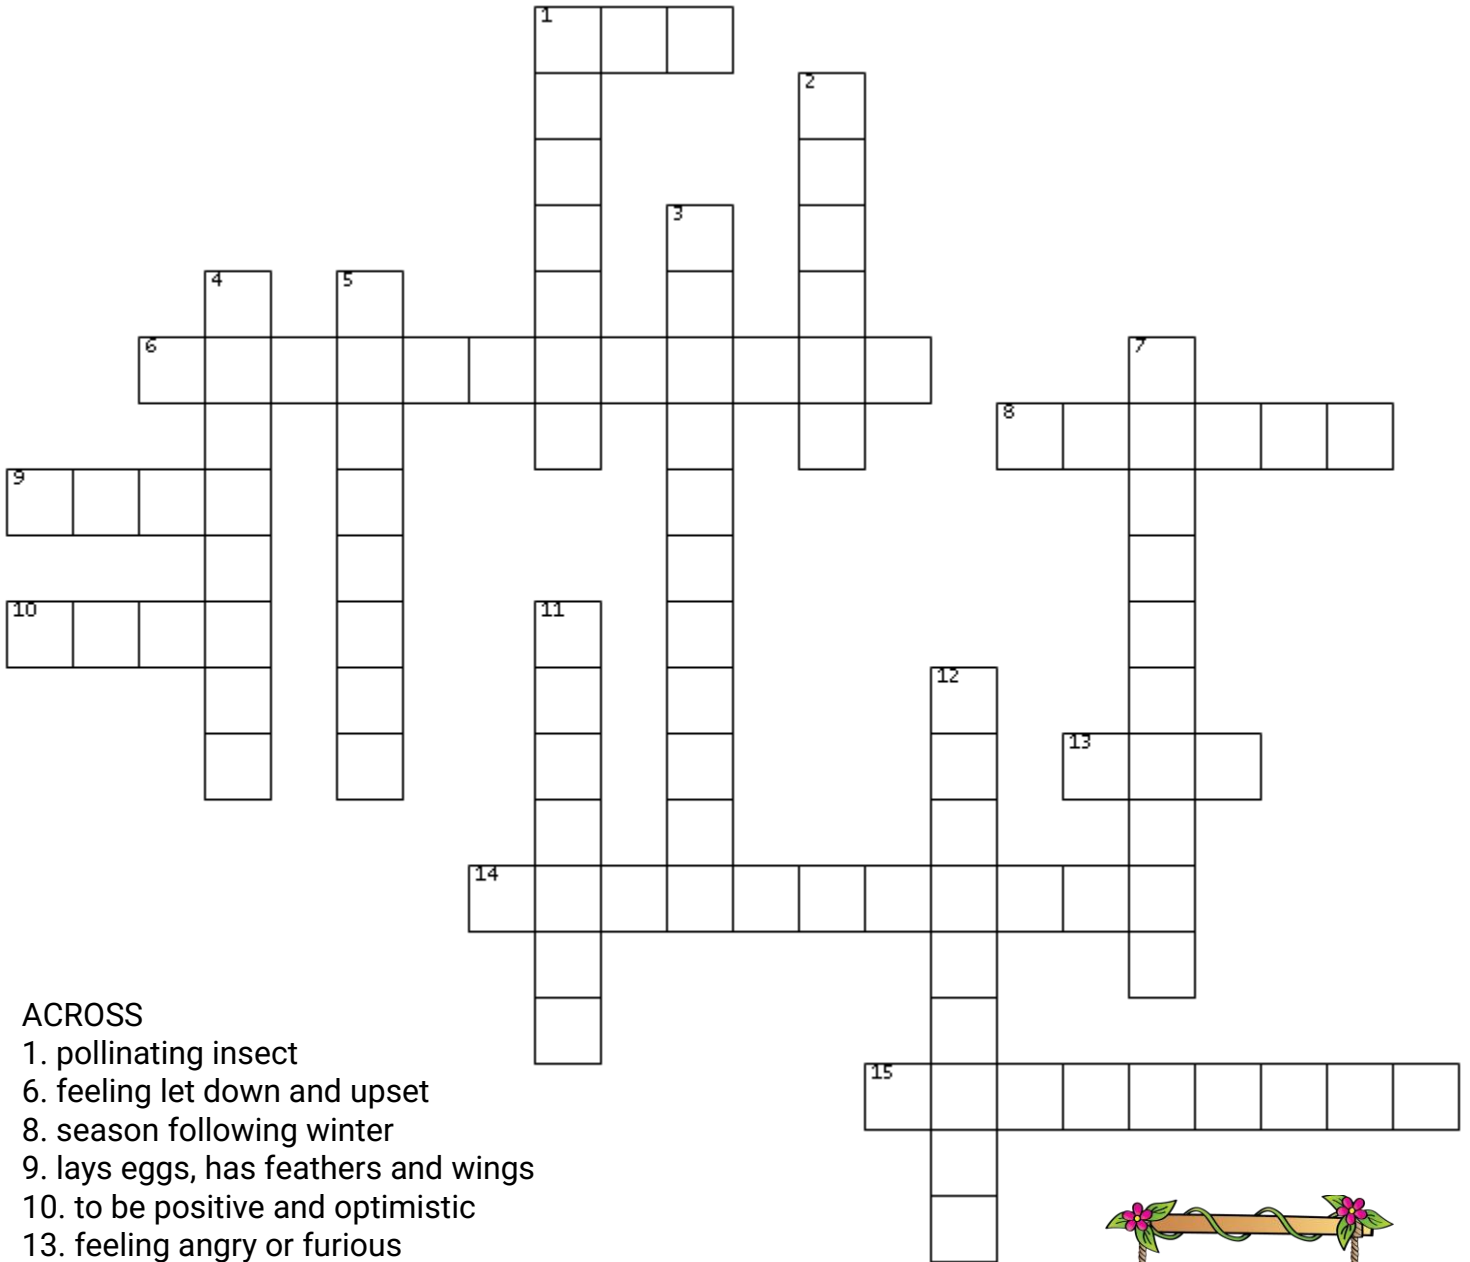 1
2
3
4
5
6
7
8
9
10
11
12
13
14
15
ACROSS
1. pollinating insect
6. feeling let down and upset
8. season following winter
9. lays eggs, has feathers and wings
10. to be positive and optimistic
13. feeling angry or furious